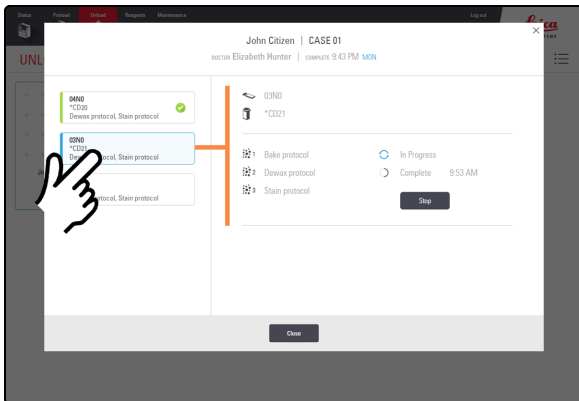 Status Preload Unload Reagents Maintenance Log out
John Citizen | CASE 01
UNL
DOCTOR Elizabeth Hunter | COMPLETE 9:43 PM MON
04N0
*CD20
Dewax protocol, Stain protocol
03N0
*CD21
Dewax protocol, Stain protocol
protocol, Stain protocol
03N0
*CD21
1 Bake protocol In Progress
2 Dewax protocol Complete 9:53 AM
3 Stain protocol
Stop
Close